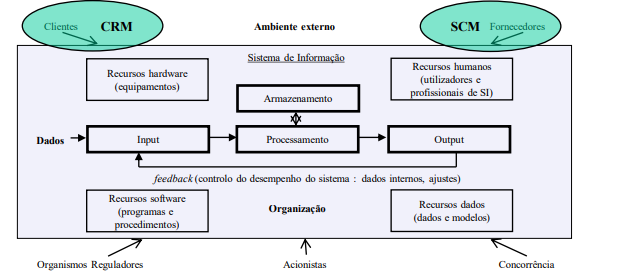 Clientes CRM
Ambiente externo
SCM Fornecedores
Sistema de Informação
Recursos hardware
(equipamentos)
Recursos humanos
(utilizadores e
profissionais de SI)
Armazenamento
Dados
Input
Processamento
Output
feedback (controlo do desempenho do sistema : dados internos, ajustes)
Recursos software
(programas e
procedimentos)
Organização
Recursos dados
(dados e modelos)
Organismos Reguladores
Acionistas
Concorrência